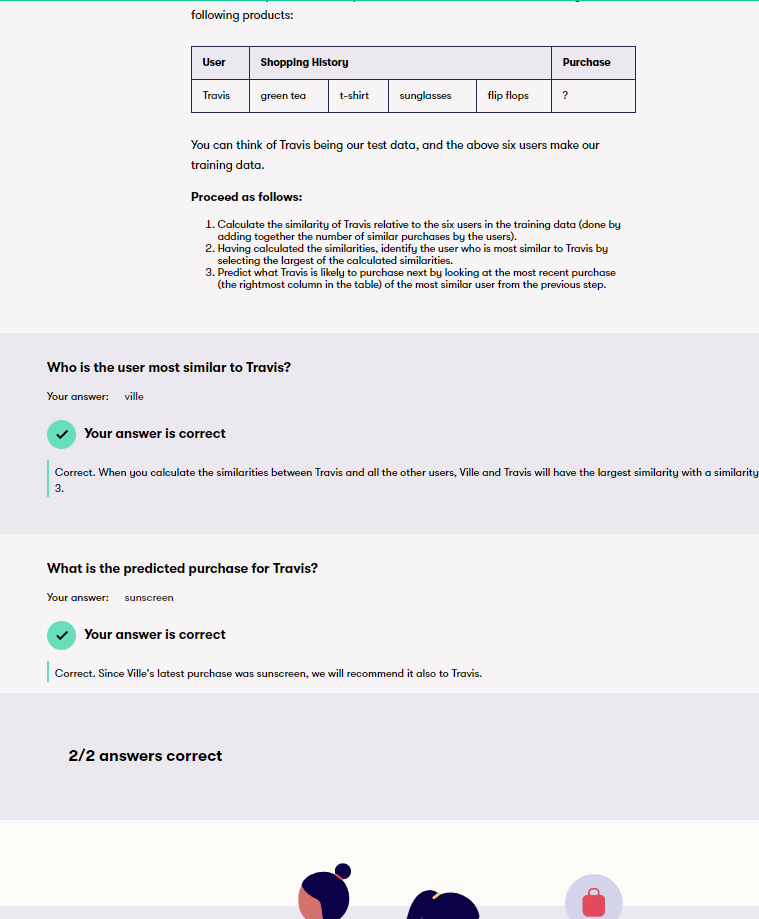 following products:
User Shopping History Purchase
Travis green tea t-shirt sunglasses flip flops ?
You can think of Travis being our test data, and the above six users make our
training data.
Proceed as follows:
1. Calculate the similarity of Travis relative to the six users in the training data (done by
adding together the number of similar purchases by the users).
2. Having calculated the similarities, identify the user who is most similar to Travis by
selecting the largest of the calculated similarities.
3. Predict what Travis is likely to purchase next by looking at the most recent purchase
(the rightmost column in the table) of the most similar user from the previous step.
Who is the user most similar to Travis?
Your answer: ville
Your answer is correct
Correct. When you calculate the similarities between Travis and all the other users, Ville and Travis will have the largest similarity with a similarity
3.
What is the predicted purchase for Travis?
Your answer: sunscreen
Your answer is correct
Correct. Since Ville's latest purchase was sunscreen, we will recommend it also to Travis.
2/2 answers correct